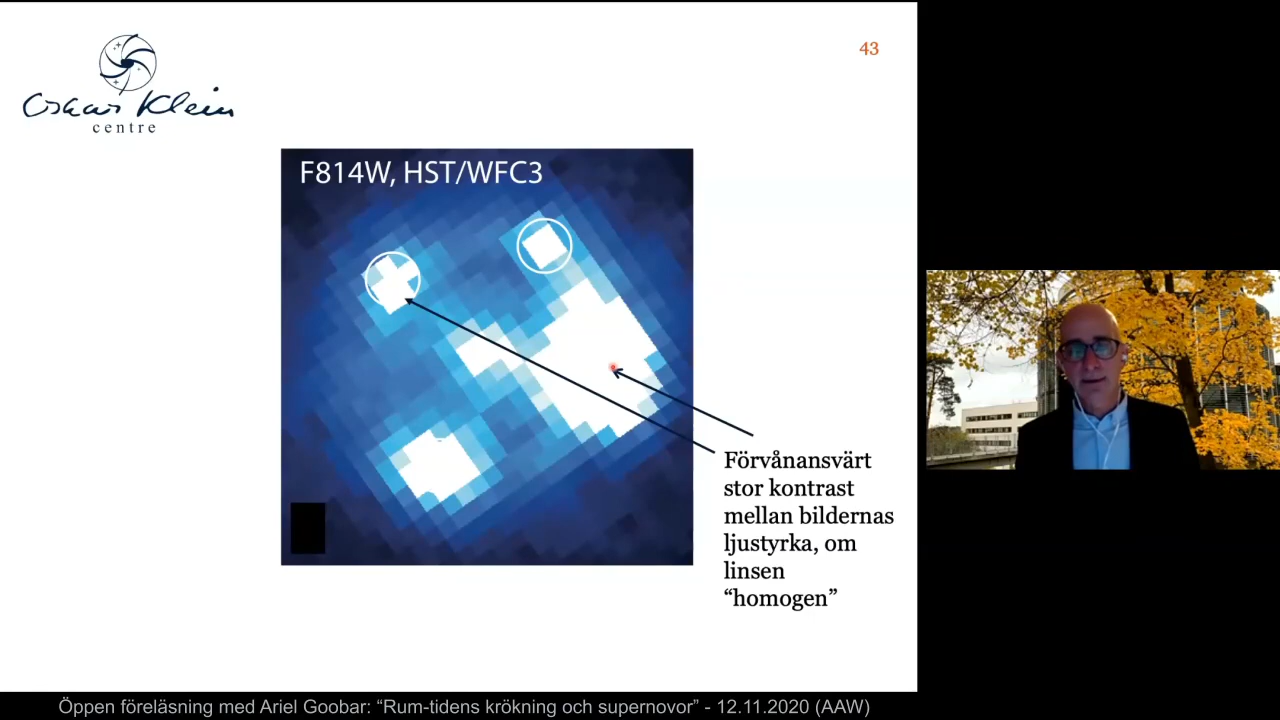 43
Oskar Klein
centre
F814W, HST/WFC3
Förvånansvärt
stor kontrast
mellan bildernas
ljustyrka, om
linsen
“homogen”
Öppen föreläsning med Ariel Goobar: “Rum-tidens krökning och supernovor” - 12.11.2020 (AAW)